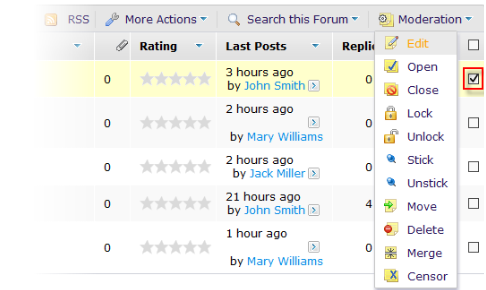 RSS More Actions Search this Forum Moderation
Rating Last Posts
0 3 hours ago 0
by John Smith
0 2 hours ago 0
by Mary Williams
0 2 hours ago 0
by Jack Miller
0 21 hours ago 4
by John Smith
0 1 hour ago 0
by Mary Williams
Edit
Open
Close
Lock
Unlock
Stick
Unstick
Move
Delete
Merge
Censor